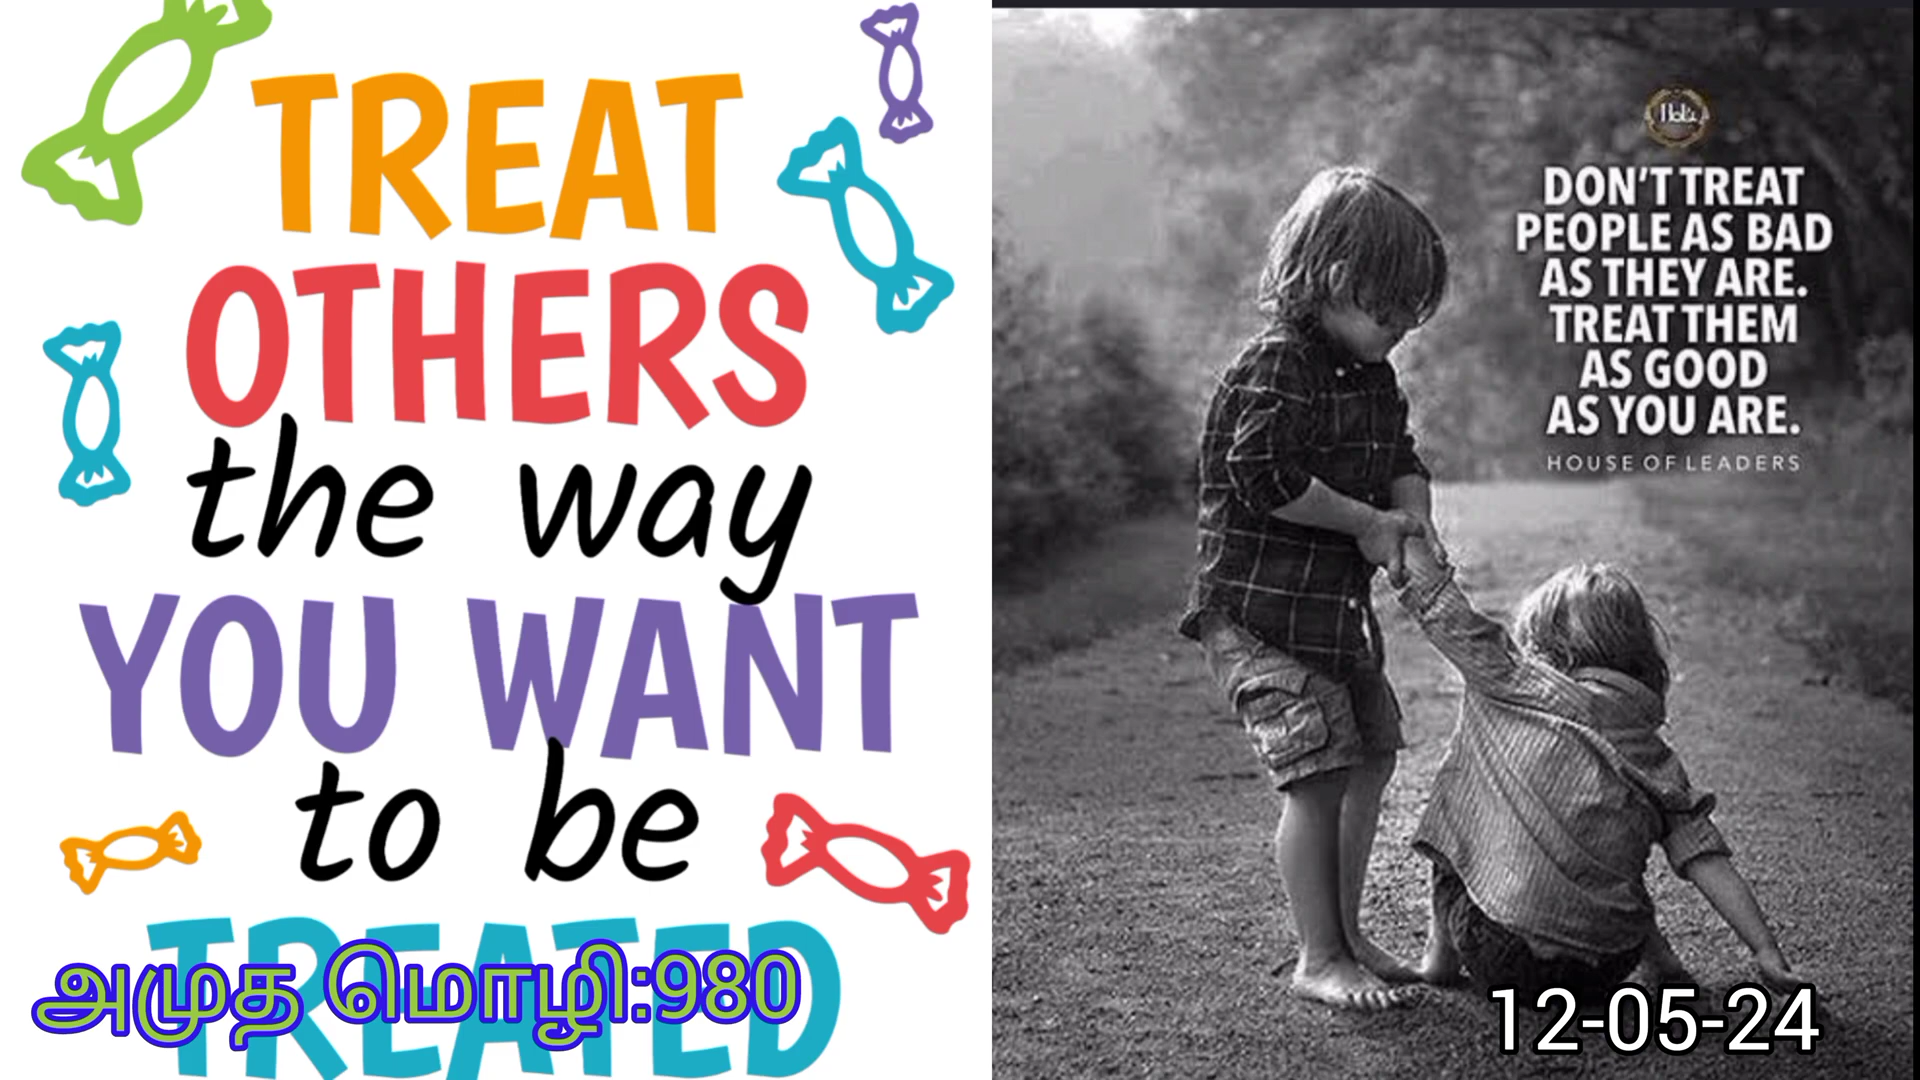 TREAT
OTHERS
the way
YOU WANT
to be
TREATED
அமுத மொழி:980
DON'T TREAT
PEOPLE AS BAD
AS THEY ARE.
TREAT THEM
AS GOOD
AS YOU ARE.
HOUSE OF LEADERS
12-05-24